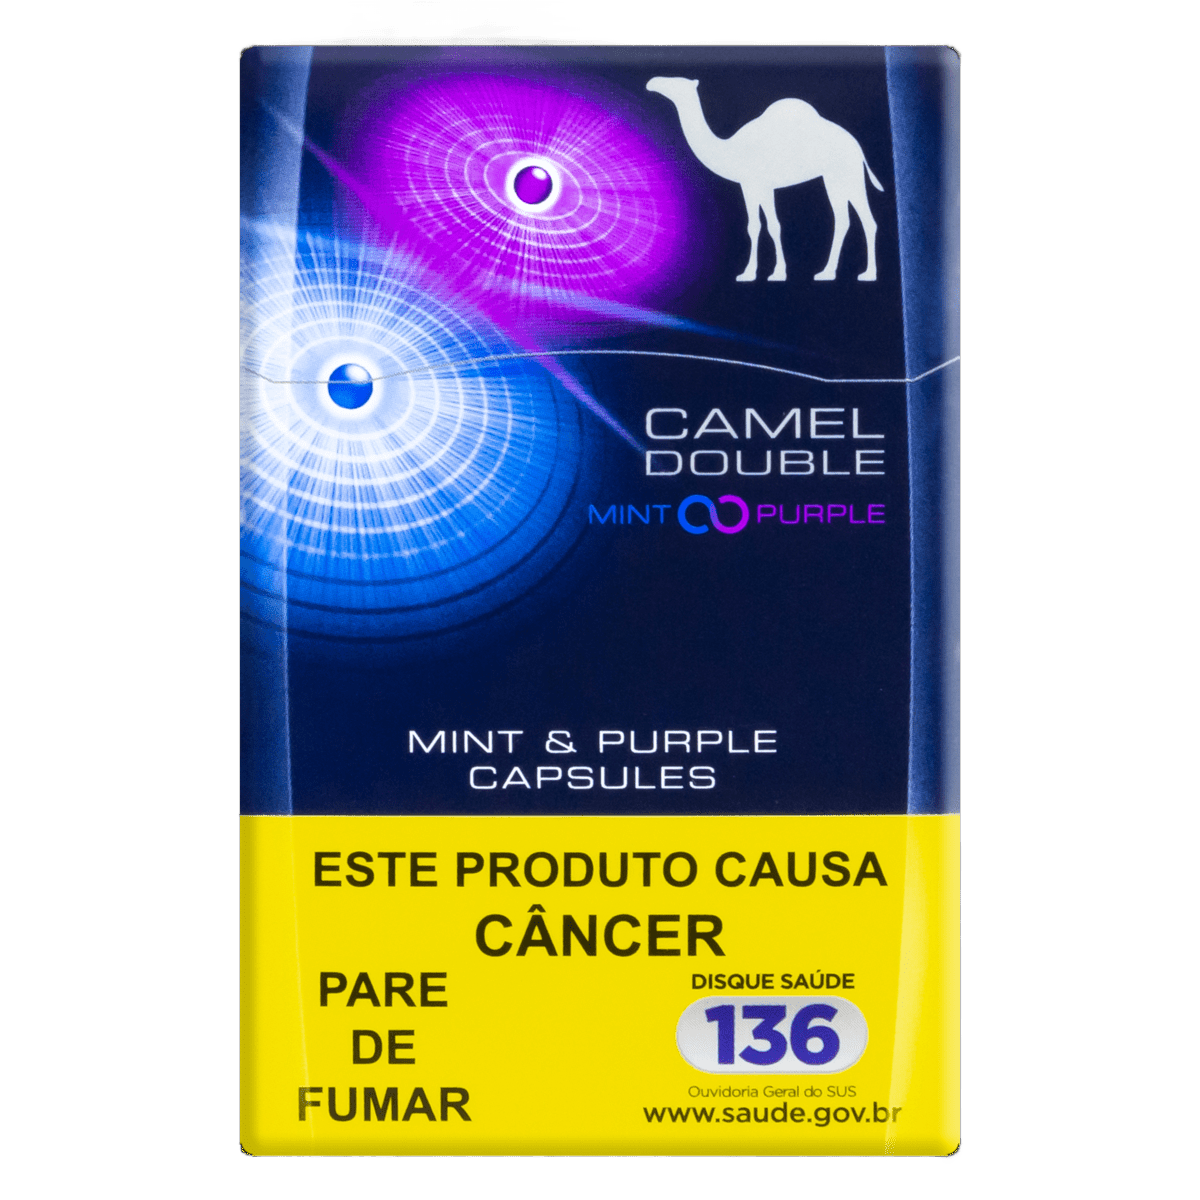 CAMEL
DOUBLE
MINT PURPLE
MINT & PURPLE
CAPSULES
ESTE PRODUTO CAUSA
CÂNCER
PARE
DE
FUMAR
DISQUE SAÚDE
136
Ouvidoria Geral do SUS
www.saude.gov.br